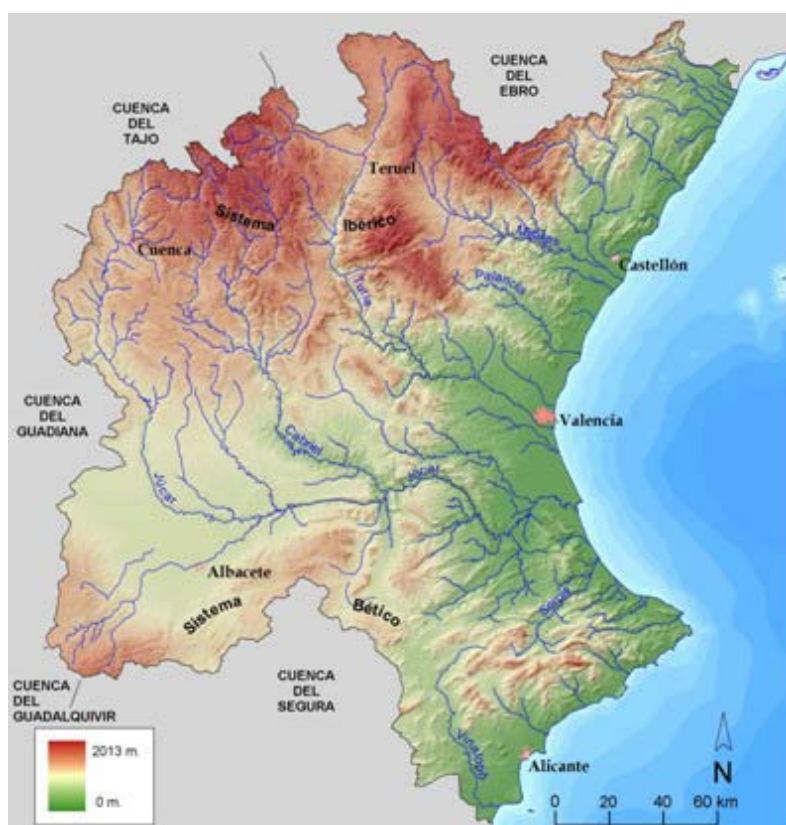 CUENCA
DEL
EBRO
CUENCA
DEL
TAJO
Teruel
Sistema
Ibérico
Cuenca
Mijares
Castellón
Palancia
Turia
CUENCA
DEL
GUADIANA
Valencia
Cabriel
Júcar
Júcar
Albacete
Sistema
Bético
Serpis
CUENCA
DEL
SEGURA
CUENCA
DEL
GUADALQUIVIR
Vinalopó
Alicante
2013 m.
0 m.
N
0 20 40 60 km